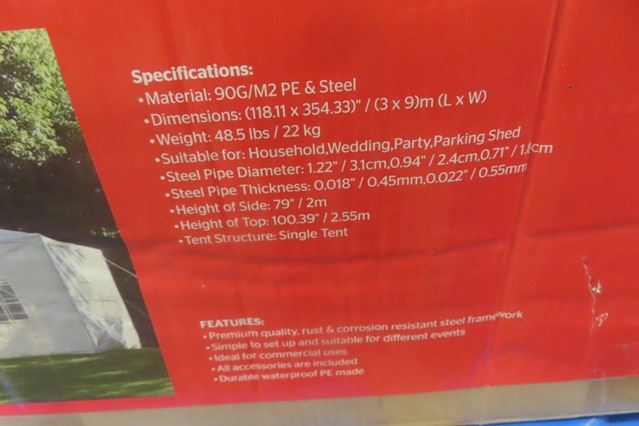 Specifications:
•Material: 90G/M2 PE & Steel
•Dimensions: (118.11 x 354.33)" / (3 x 9)m (L x W)
•Weight: 48.5 lbs / 22 kg
•Suitable for: Household,Wedding,Party,Parking Shed
•Steel Pipe Diameter: 1.22" / 3.1cm,0.94" / 2.4cm,0.71" / 1.8cm
•Steel Pipe Thickness: 0.018" / 0.45mm,0.022" / 0.55mm
•Height of Side: 79" / 2m
•Height of Top: 100.39" / 2.55m
•Tent Structure: Single Tent
FEATURES:
•Premium quality, rust & corrosion resistant steel framework
•Simple to set up and suitable for different events
•Ideal for commercial uses
•All accessories are included
•Durable waterproof PE made